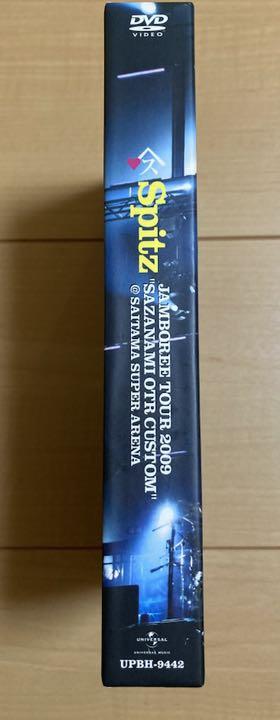 DVD
VIDEO
Spitz
JAMBOREE TOUR 2009
"SAZANAMI OTR CUSTOM"
@ SAITAMA SUPER ARENA
UNIVERSAL
UNIVERSAL MUSIC
UPBH-9442